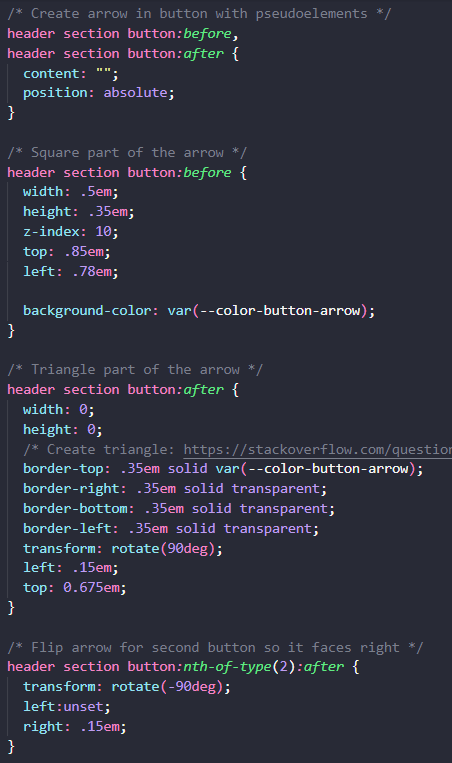 /* Create arrow in button with pseudoelements */
header section button:before,
header section button:after {
content: "";
position: absolute;
}
/* Square part of the arrow */
header section button:before {
width: .5em;
height: .35em;
z-index: 10;
top: .85em;
left: .78em;
background-color: var(--color-button-arrow);
}
/* Triangle part of the arrow */
header section button:after {
width: 0;
height: 0;
/* Create triangle: https://stackoverflow.com/question
border-top: .35em solid var(--color-button-arrow);
border-right: .35em solid transparent;
border-bottom: .35em solid transparent;
border-left: .35em solid transparent;
transform: rotate(90deg);
left: .15em;
top: 0.675em;
}
/* Flip arrow for second button so it faces right */
header section button:nth-of-type(2):after {
transform: rotate(-90deg);
left:unset;
right: .15em;
}